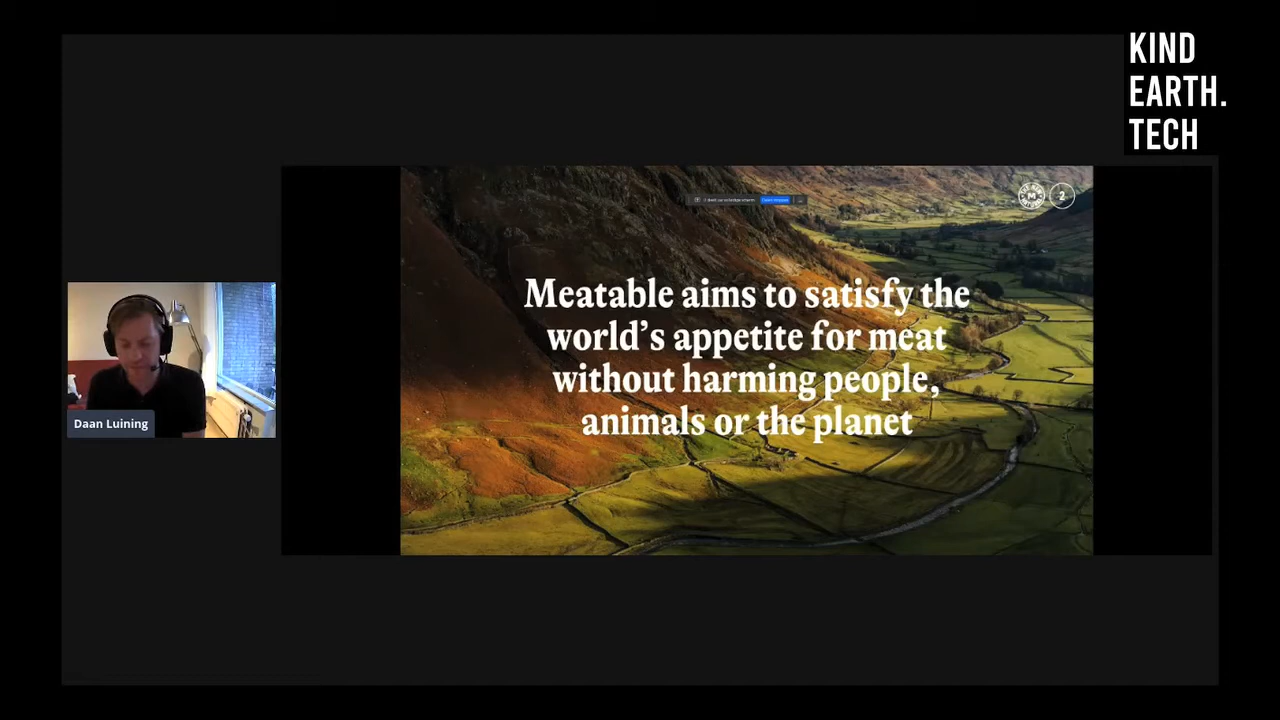 KIND
EARTH.
TECH
2
Meatable aims to satisfy the
world's appetite for meat
without harming people,
animals or the planet
Daan Luining